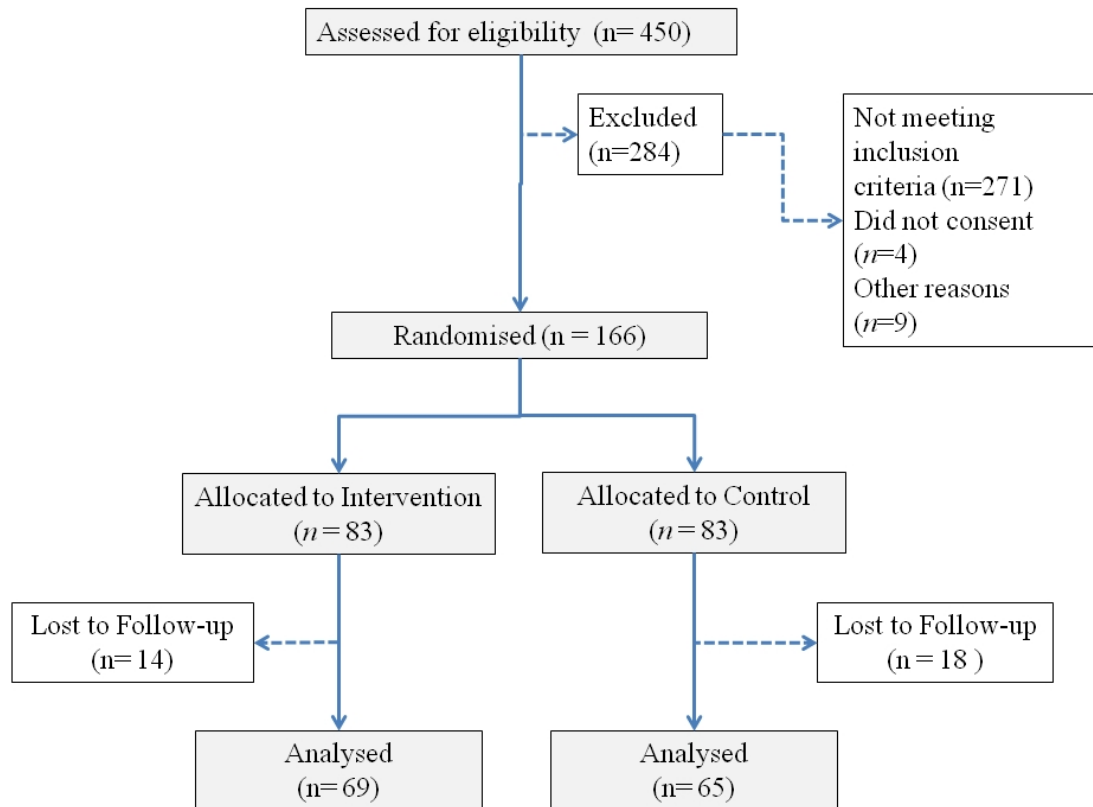 Assessed for eligibility (n= 450)
Excluded
(n=284)
Not meeting
inclusion
criteria (n=271)
Did not consent
(n=4)
Other reasons
(n=9)
Randomised (n = 166)
Allocated to Intervention
(n = 83)
Allocated to Control
(n = 83)
Lost to Follow-up
(n= 14)
Lost to Follow-up
(n = 18 )
Analysed
(n= 69)
Analysed
(n= 65)